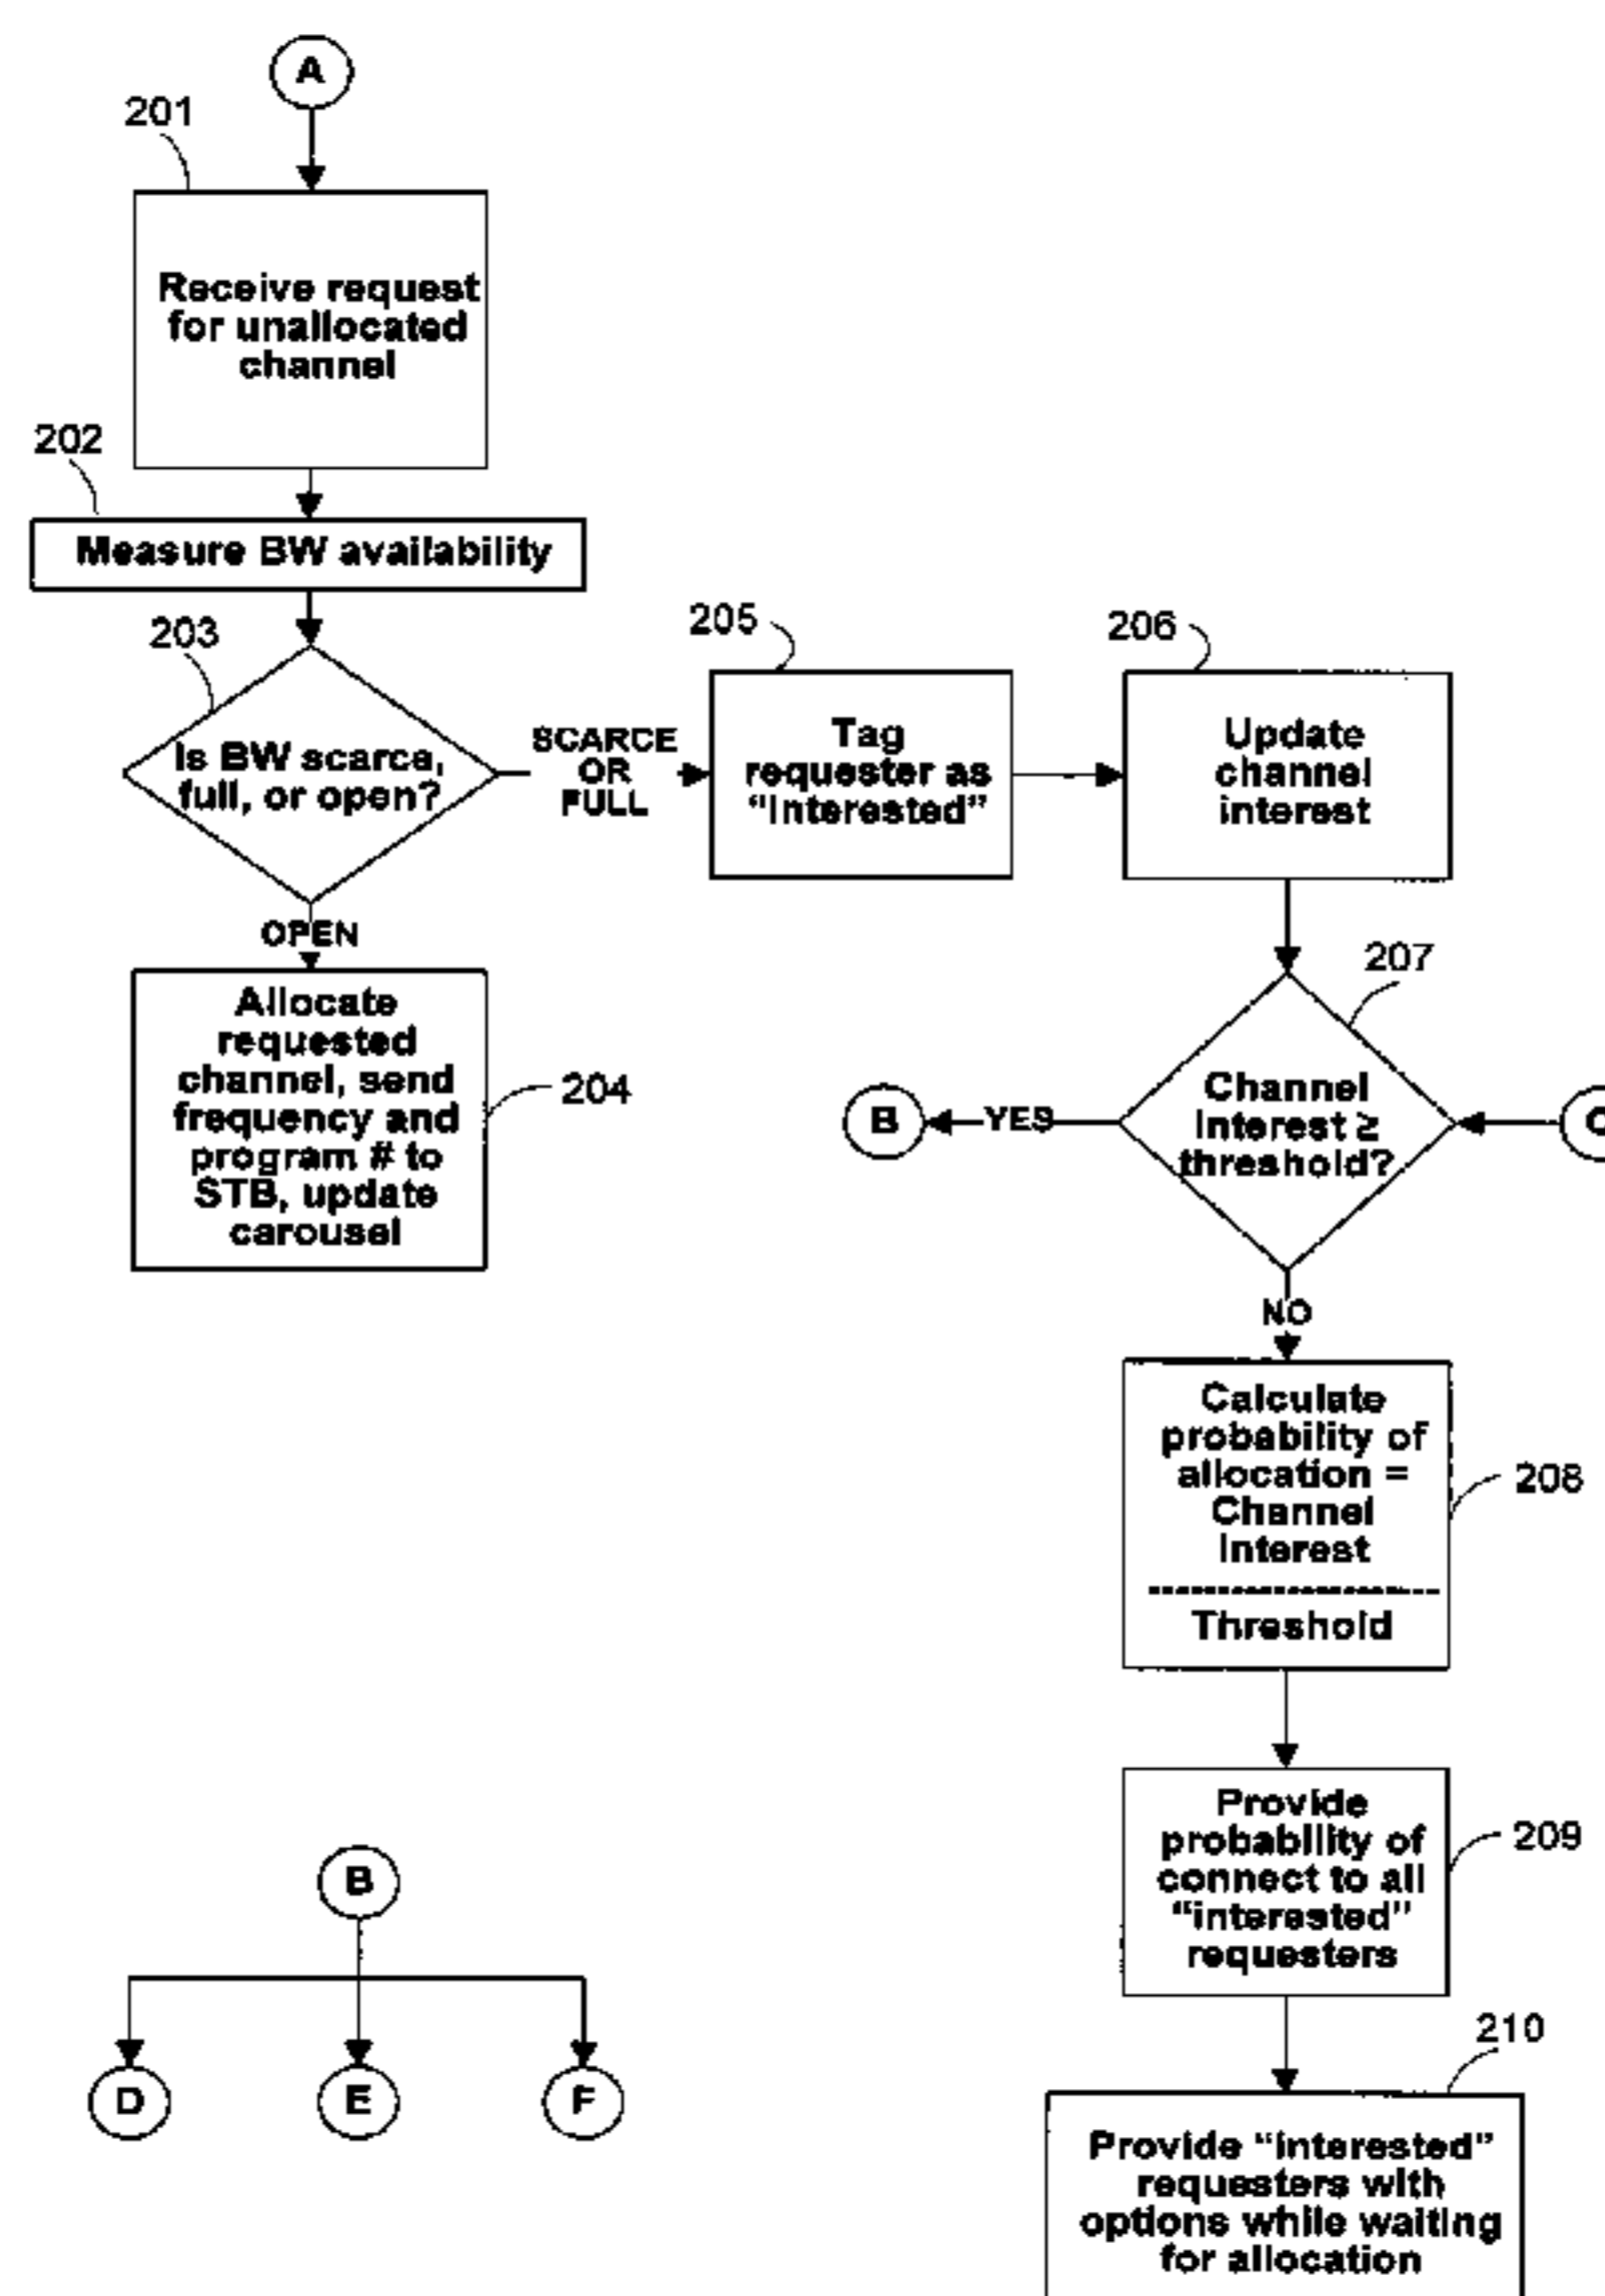 A
201
Receive request
for unallocated
channel
202
Measure BW availability
203
Is BW scarce,
full, or open?
SCARCE
OR
FULL
205
Tag
requester as
“Interested”
206
Update
channel
interest
OPEN
Allocate
requested
channel, send
frequency and
program # to
STB, update
carousel
204
207
Channel
Interest ≥
threshold?
YES
B
NO
Calculate
probability of
allocation =
Channel
Interest
Threshold
208
Provide
probability of
connect to all
“interested”
requesters
209
210
Provide “interested”
requesters with
options while waiting
for allocation
B
D
E
F